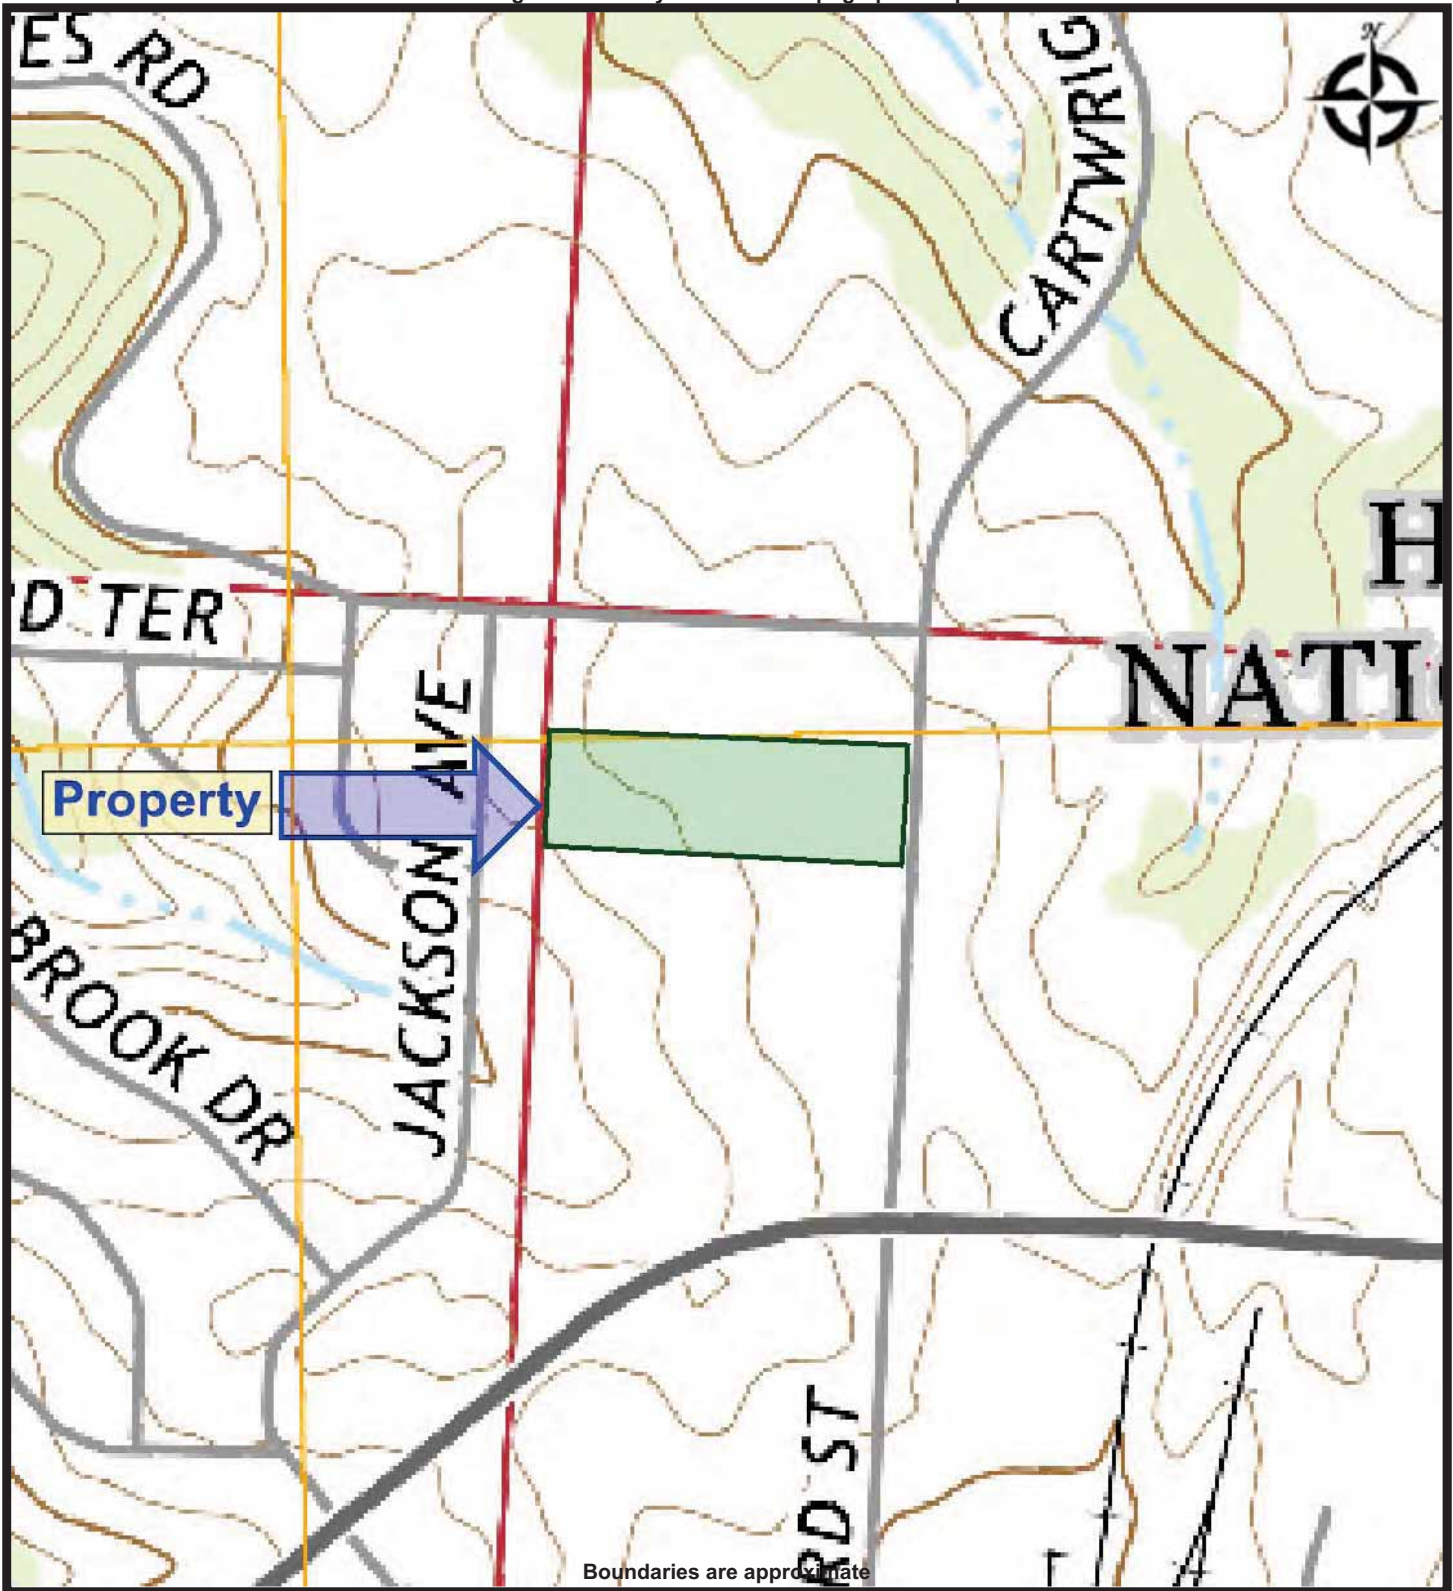 ES RD
N
CARTWRIG
H
D TER
NATI
JACKSON AVE
Property
BROOK DR
RD ST
Boundaries are approximate